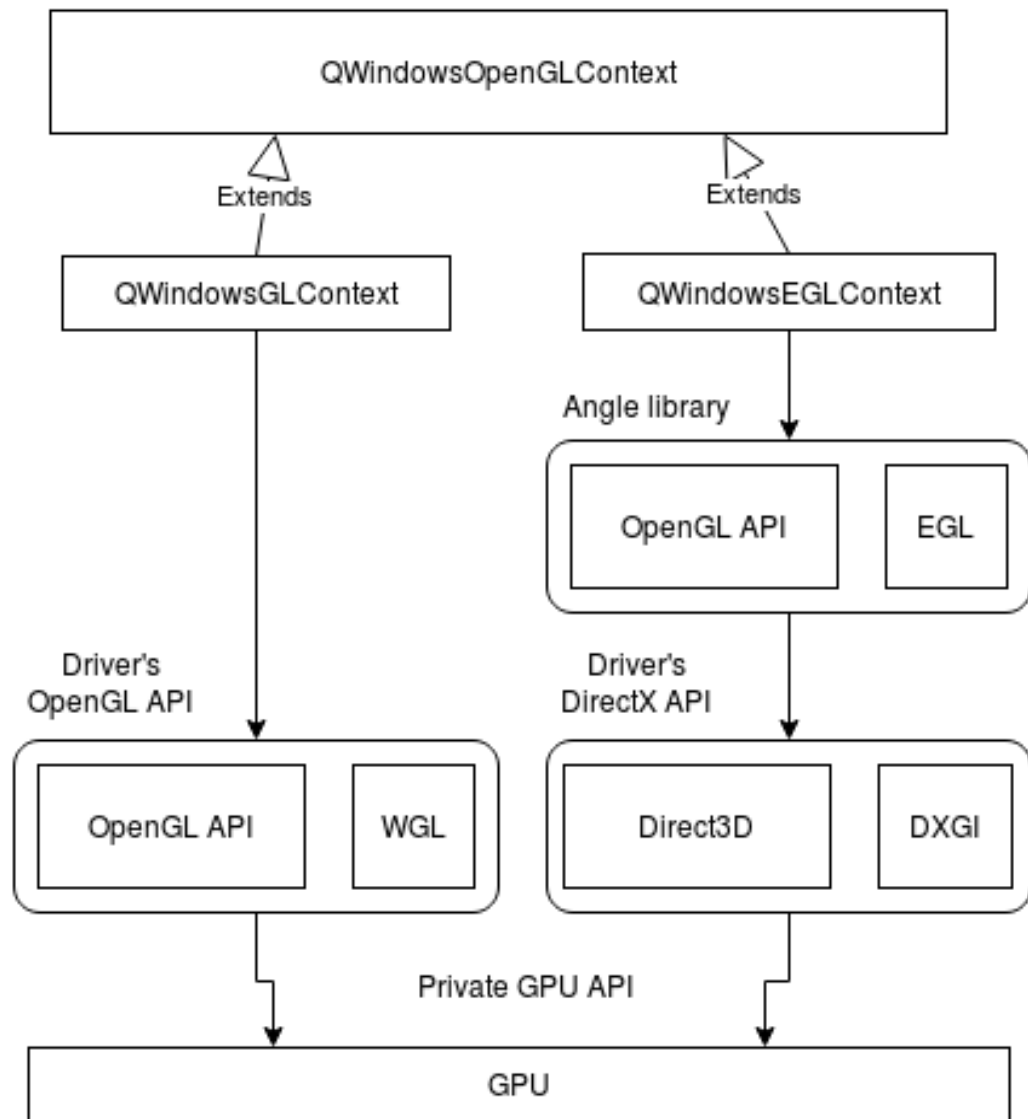 QWindowsOpenGLContext
Extends
Extends
QWindowsGLContext
QWindowsEGLContext
Angle library
OpenGL API
EGL
Driver's
OpenGL API
Driver's
DirectX API
OpenGL API
WGL
Direct3D
DXGI
Private GPU API
GPU